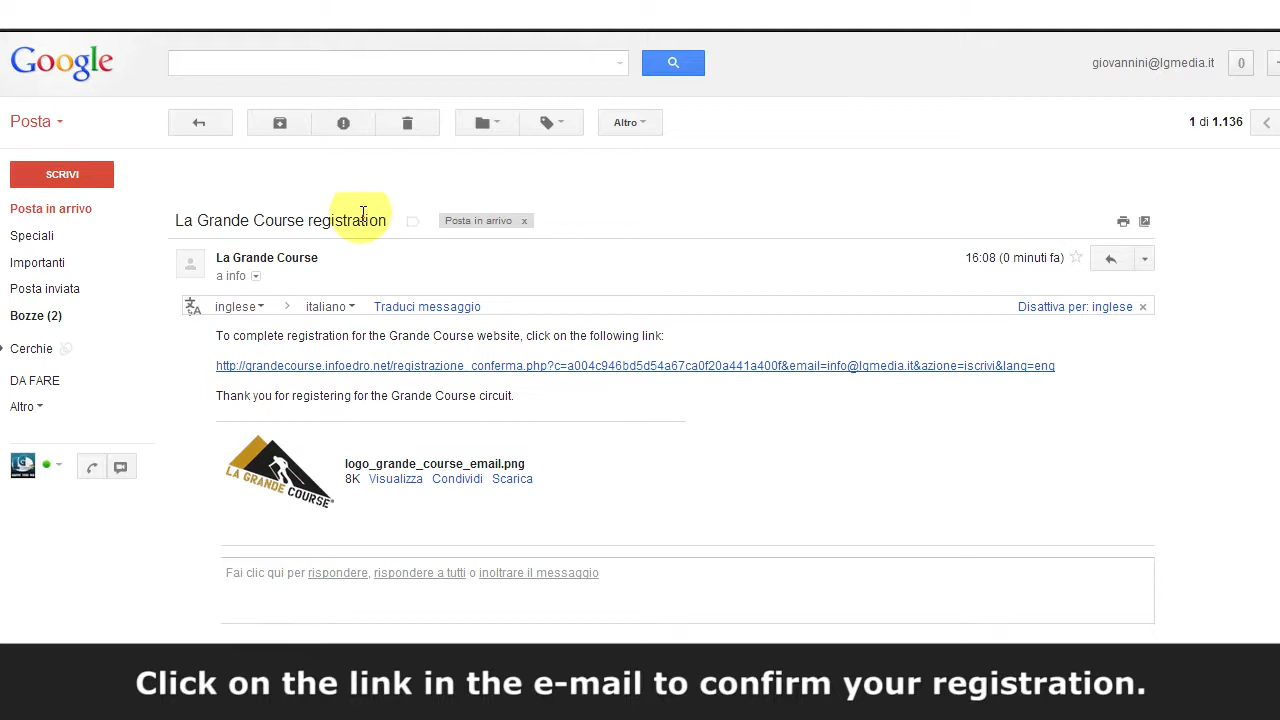 Google
giovannini@lgmedia.it 0
Posta
Altro
1 di 1.136
SCRIVI
Posta in arrivo
Speciali
Importanti
Posta inviata
Bozze (2)
Cerchie
DA FARE
Altro
La Grande Course registration Posta in arrivo x
La Grande Course 16:08 (0 minuti fa)
a info
inglese italiano Traduci messaggio Disattiva per: inglese x
To complete registration for the Grande Course website, click on the following link:
http://grandecourse.infoedro.net/registrazione_conferma.php?c=a004c946bd5d54a67ca0f20a441a400f&email=info@lgmedia.it&azione=iscrivi&lang=eng
Thank you for registering for the Grande Course circuit.
LA GRANDE COURSE
logo_grande_course_email.png
8K Visualizza Condividi Scarica
Fai clic qui per rispondere, rispondere a tutti o inoltrare il messaggio
Click on the link in the e-mail to confirm your registration.